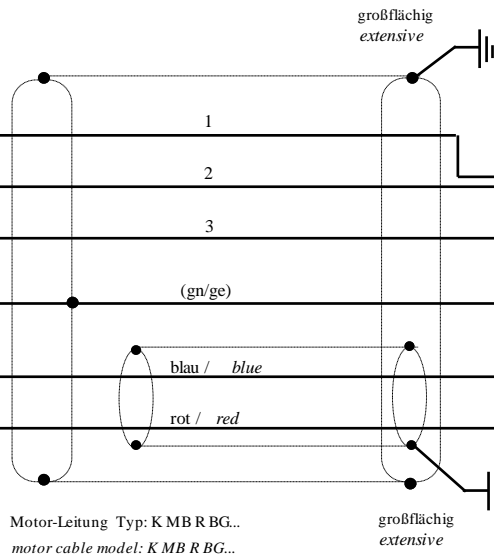 großflächig
extensive
1
2
3
(gn/ge)
blau / blue
rot / red
Motor-Leitung Typ: K MB R BG...
motor cable model: K MB R BG...
großflächig
extensive